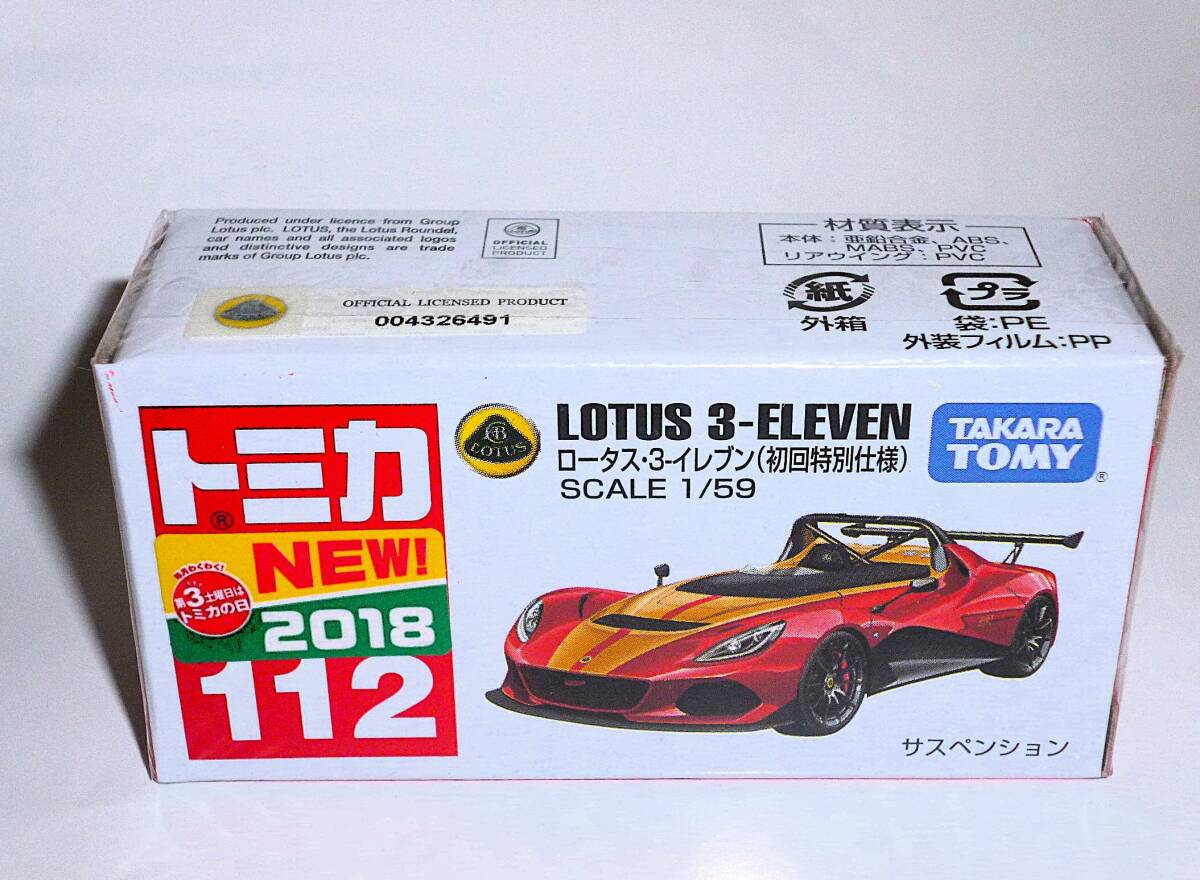 Produced under licence from Group
Lotus plc. LOTUS, the Lotus Roundel,
car names and all associated logos
and distinctive designs are trade
marks of Group Lotus plc.
OFFICIAL
LICENSED
PRODUCT
材質表示
本体:亜鉛合金、ABS、
MABS、PVC
リアウイング:PVC
OFFICIAL LICENSED PRODUCT
004326491
紙
外箱
プラ
袋:PE
外装フィルム:PP
トミカ
®
NEW!
毎月わくわく!
第3土曜日は
トミカの日
2018
112
LOTUS
LOTUS 3-ELEVEN
ロータス・3-イレブン(初回特別仕様)
SCALE 1/59
TAKARA
TOMY
®
サスペンション